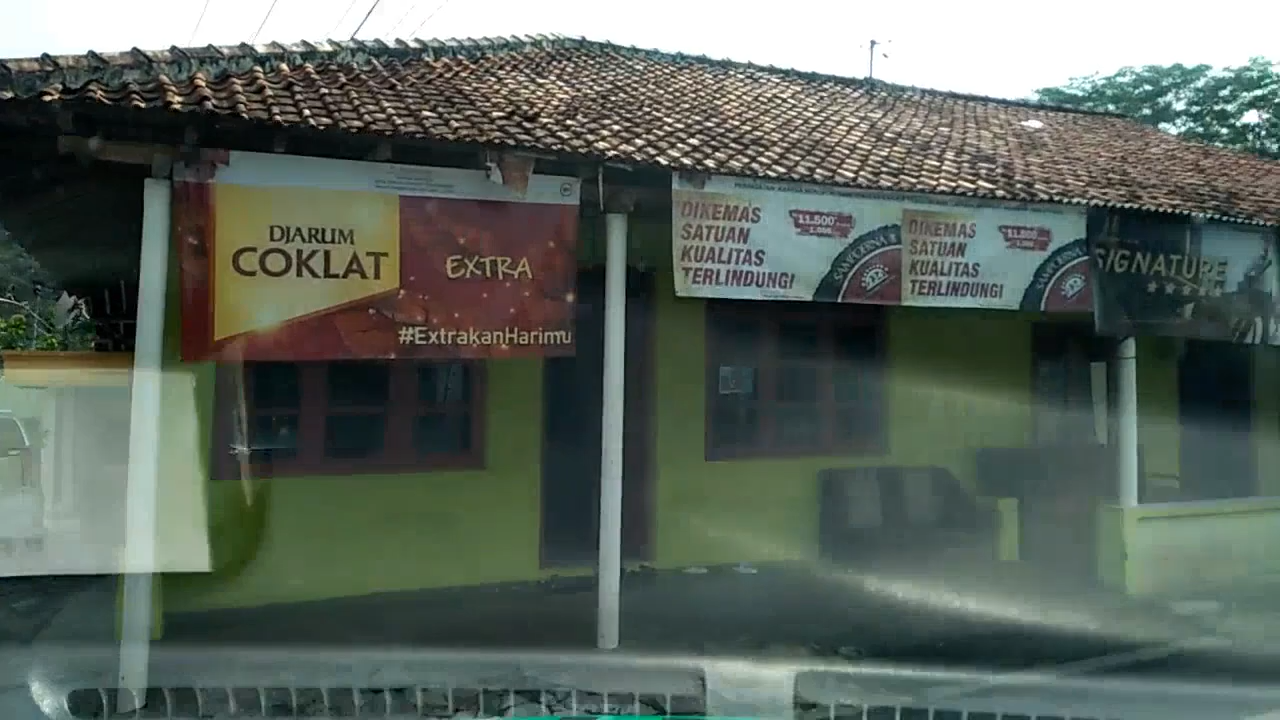 DJARUM
COKLAT
EXTRA
#ExtrakanHarimu
DIKEMAS
SATUAN
KUALITAS
TERLINDUNGI
11.500
DIKEMAS
SATUAN
KUALITAS
TERLINDUNGI
11.500
SIGNATURE